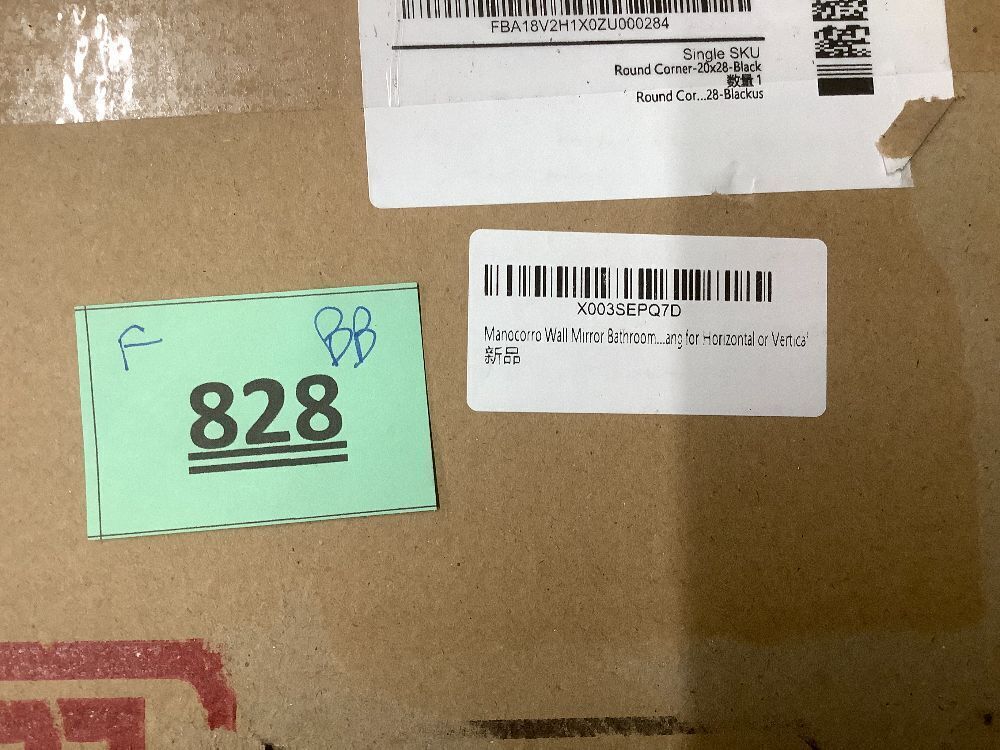 FBA18V2H1X0ZU000284
Single SKU
Round Corner-20x28-Black
数量 1
Round Cor...28-Blackus
X003SEPQ7D
Manocorro Wall Mirror Bathroom...ang for Horizontal or Vertical
新品
F BB
828